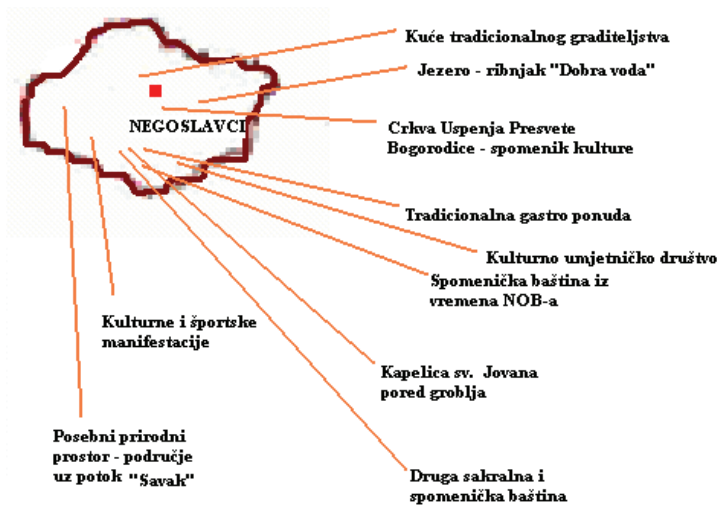 Kuće tradicionalnog graditeljstva
Jezero - ribnjak "Dobra voda"
NEGOSLAVCI
Crkva Uspenja Presvete
Bogorodice - spomenik kulture
Tradicionalna gastro ponuda
Kulturno umjetničko društvo
Spomenička baština iz
vremena NOB-a
Kulturne i športske
manifestacije
Kapelica sv. Jovana
pored groblja
Posebni prirodni
prostor - područje
uz potok "Savak"
Druga sakralna i
spomenička baština